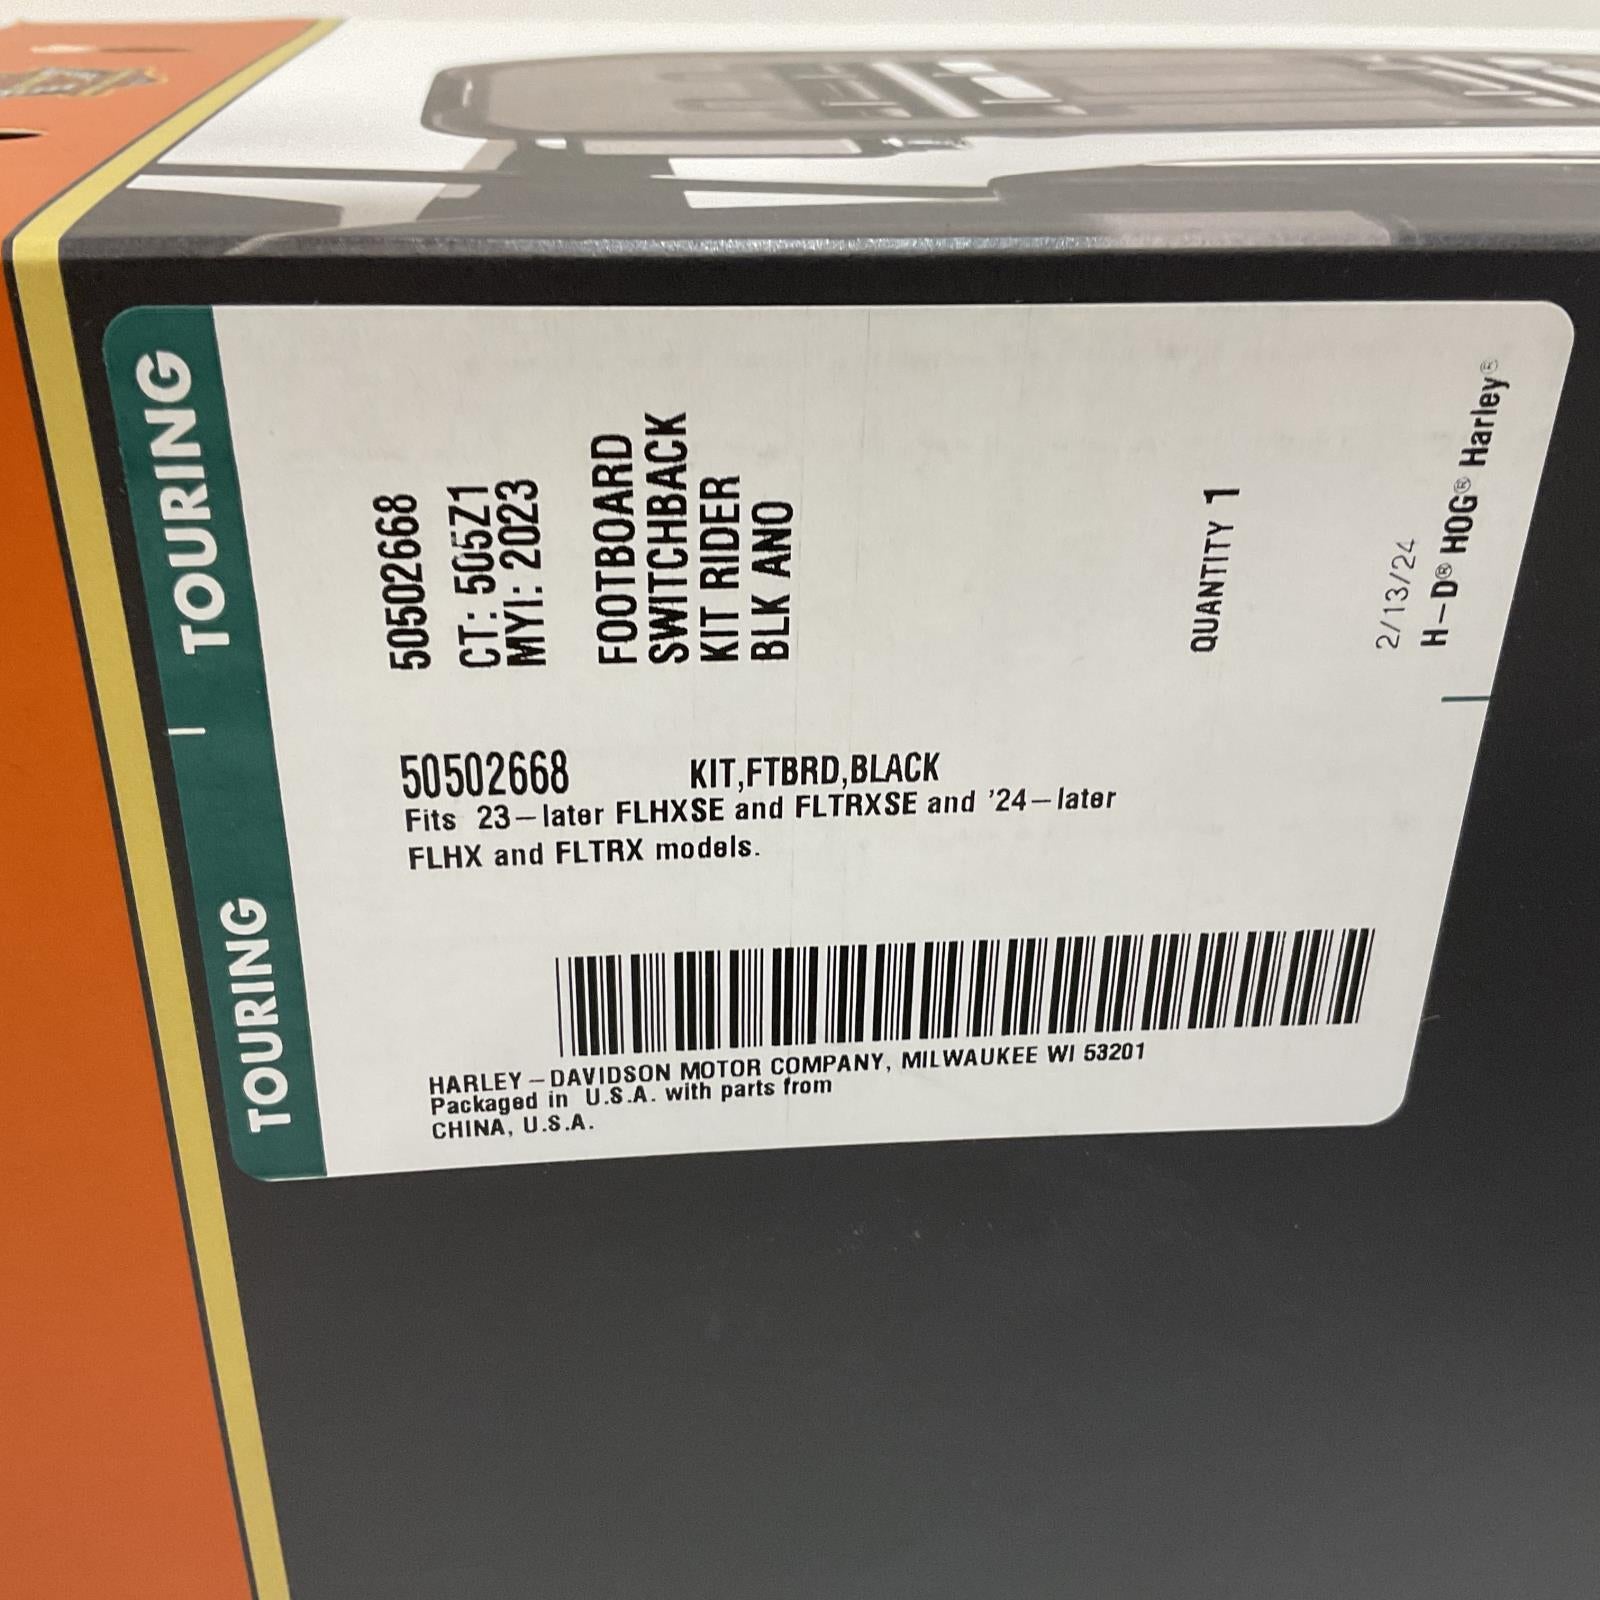 TOURING
TOURING
50502668
CT: 505Z1
MYI: 2023
FOOTBOARD
SWITCHBACK
KIT RIDER
BLK ANO
QUANTITY 1
2/13/24
H-D® HOG® Harley®
50502668 KIT,FTBRD,BLACK
Fits 23-later FLHXSE and FLTRXSE and '24-later
FLHX and FLTRX models.
HARLEY-DAVIDSON MOTOR COMPANY, MILWAUKEE WI 53201
Packaged in U.S.A. with parts from
CHINA, U.S.A.